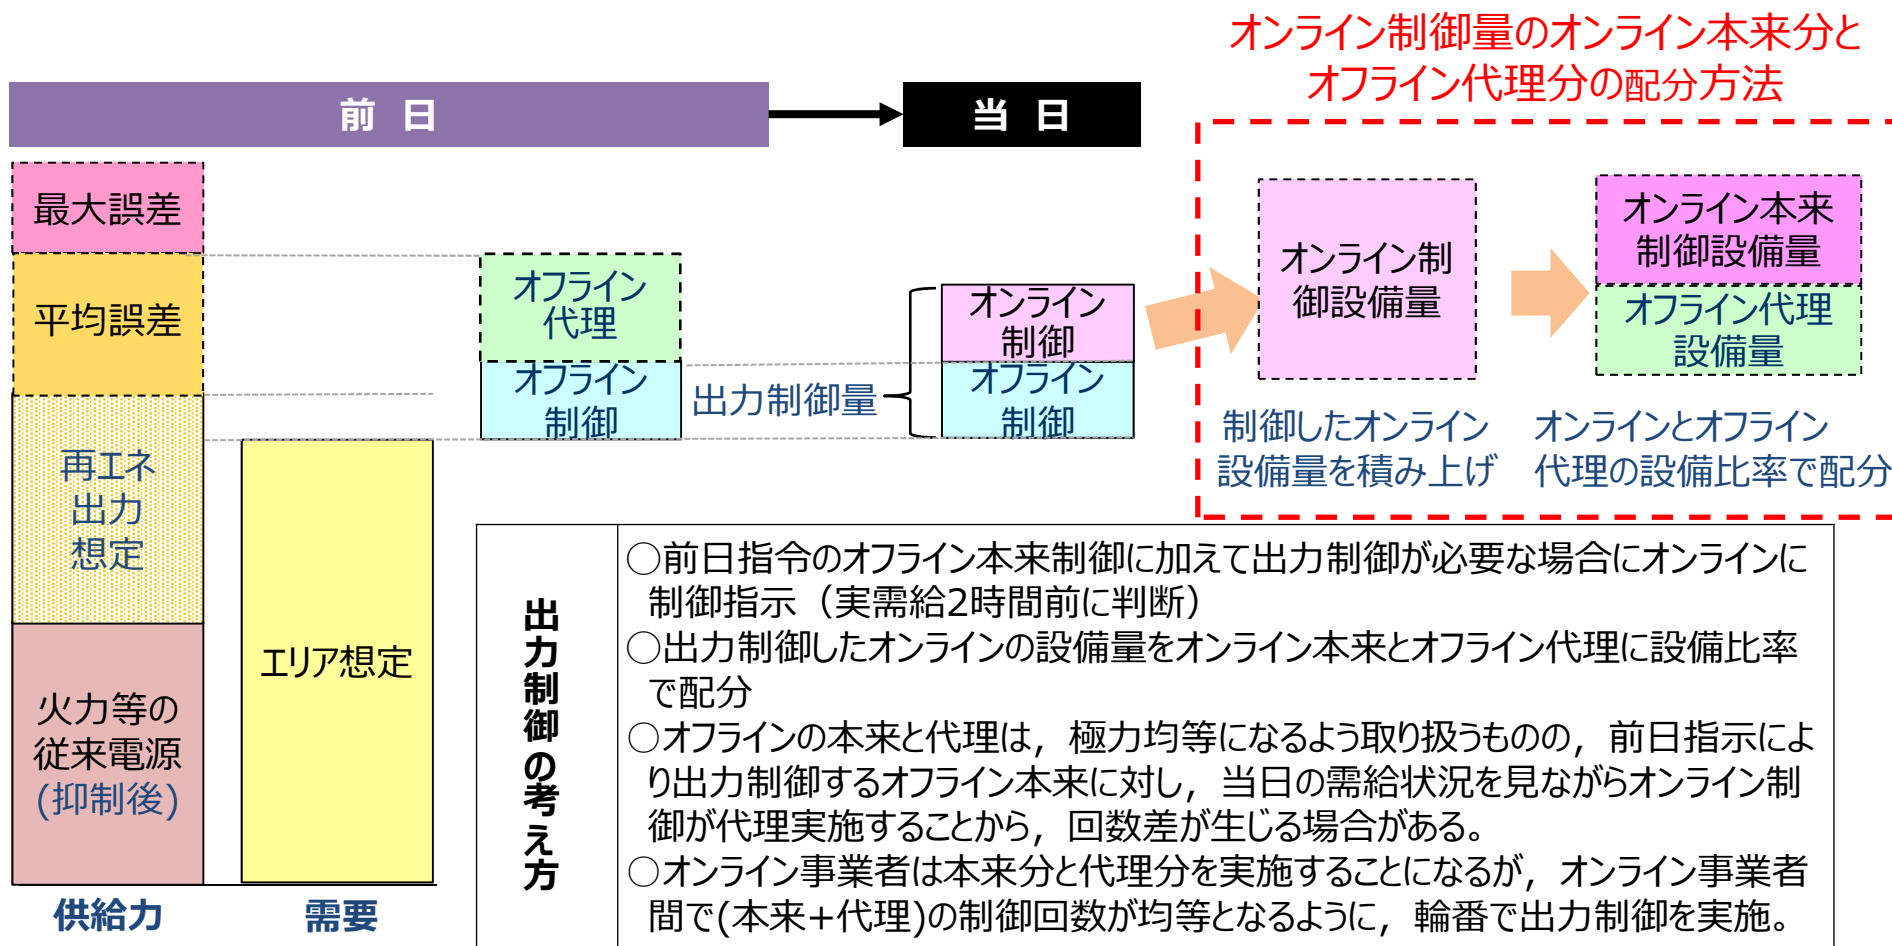 オンライン制御量のオンライン本来分と
オフライン代理分の配分方法
前 日
当 日
最大誤差
平均誤差
再エネ
出力
想定
火力等の
従来電源
(抑制後)
供給力
エリア想定
需要
オフライン
代理
オフライン
制御
出力制御量
オンライン
制御
オフライン
制御
オンライン制
御設備量
オンライン本来
制御設備量
オフライン代理
設備量
制御したオンライン
設備量を積み上げ
オンラインとオフライン
代理の設備比率で配分
出力制御の考え方
○前日指令のオフライン本来制御に加えて出力制御が必要な場合にオンラインに
制御指示（実需給2時間前に判断）
○出力制御したオンラインの設備量をオンライン本来とオフライン代理に設備比率
で配分
○オフラインの本来と代理は，極力均等になるよう取り扱うものの，前日指示によ
り出力制御するオフライン本来に対し，当日の需給状況を見ながらオンライン制
御が代理実施することから，回数差が生じる場合がある。
○オンライン事業者は本来分と代理分を実施することになるが，オンライン事業者
間で(本来+代理)の制御回数が均等となるように，輪番で出力制御を実施。